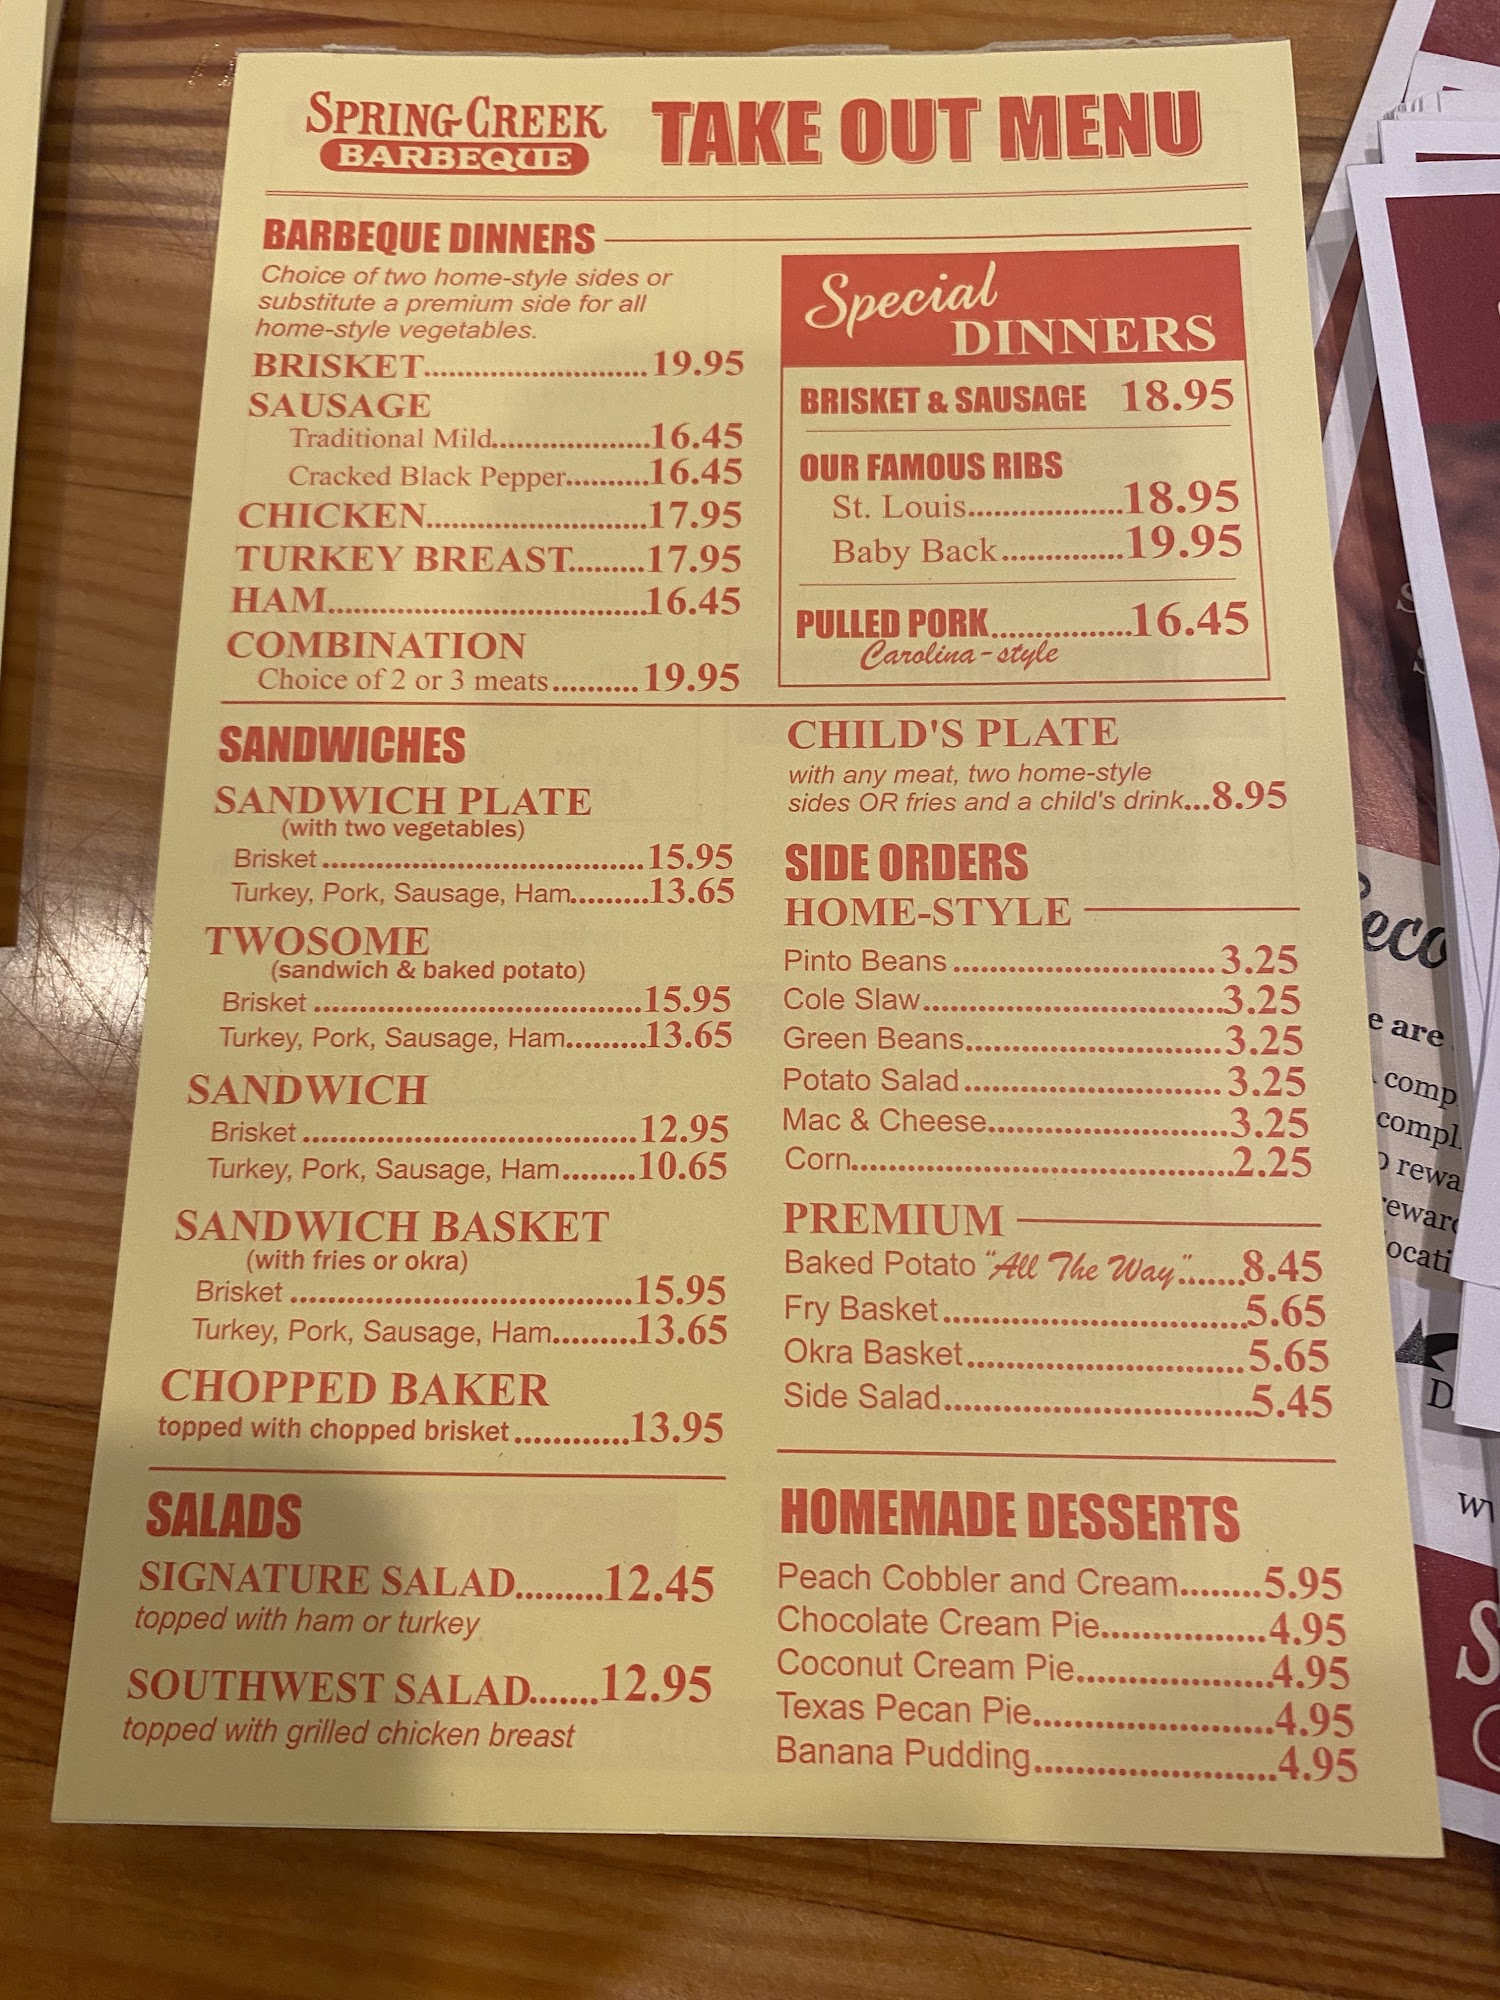 SPRING CREEK
BARBEQUE
TAKE OUT MENU
BARBEQUE DINNERS
Choice of two home-style sides or
substitute a premium side for all
home-style vegetables.
BRISKET........................... 19.95
SAUSAGE
Traditional Mild...................16.45
Cracked Black Pepper..........16.45
CHICKEN...........................17.95
TURKEY BREAST.........17.95
HAM......................................16.45
COMBINATION
Choice of 2 or 3 meats..........19.95
Special
DINNERS
BRISKET & SAUSAGE 18.95
OUR FAMOUS RIBS
St. Louis...................18.95
Baby Back...............19.95
PULLED PORK.................16.45
Carolina-style
SANDWICHES
SANDWICH PLATE
(with two vegetables)
Brisket ......................................15.95
Turkey, Pork, Sausage, Ham.........13.65
TWOSOME
(sandwich & baked potato)
Brisket .......................................15.95
Turkey, Pork, Sausage, Ham.........13.65
SANDWICH
Brisket .......................................12.95
Turkey, Pork, Sausage, Ham.........10.65
SANDWICH BASKET
(with fries or okra)
Brisket ........................................15.95
Turkey, Pork, Sausage, Ham..........13.65
CHOPPED BAKER
topped with chopped brisket.............13.95
SALADS
SIGNATURE SALAD.........12.45
topped with ham or turkey
SOUTHWEST SALAD.......12.95
topped with grilled chicken breast
CHILD'S PLATE
with any meat, two home-style
sides OR fries and a child's drink...8.95
SIDE ORDERS
HOME-STYLE
Pinto Beans ............................3.25
Cole Slaw................................3.25
Green Beans...........................3.25
Potato Salad...........................3.25
Mac & Cheese.........................3.25
Corn.......................................2.25
PREMIUM
Baked Potato "All The Way".......8.45
Fry Basket................................5.65
Okra Basket.............................5.65
Side Salad...............................5.45
HOMEMADE DESSERTS
Peach Cobbler and Cream........5.95
Chocolate Cream Pie................4.95
Coconut Cream Pie...................4.95
Texas Pecan Pie.......................4.95
Banana Pudding.......................4.95
e are
comp
compl
rewa